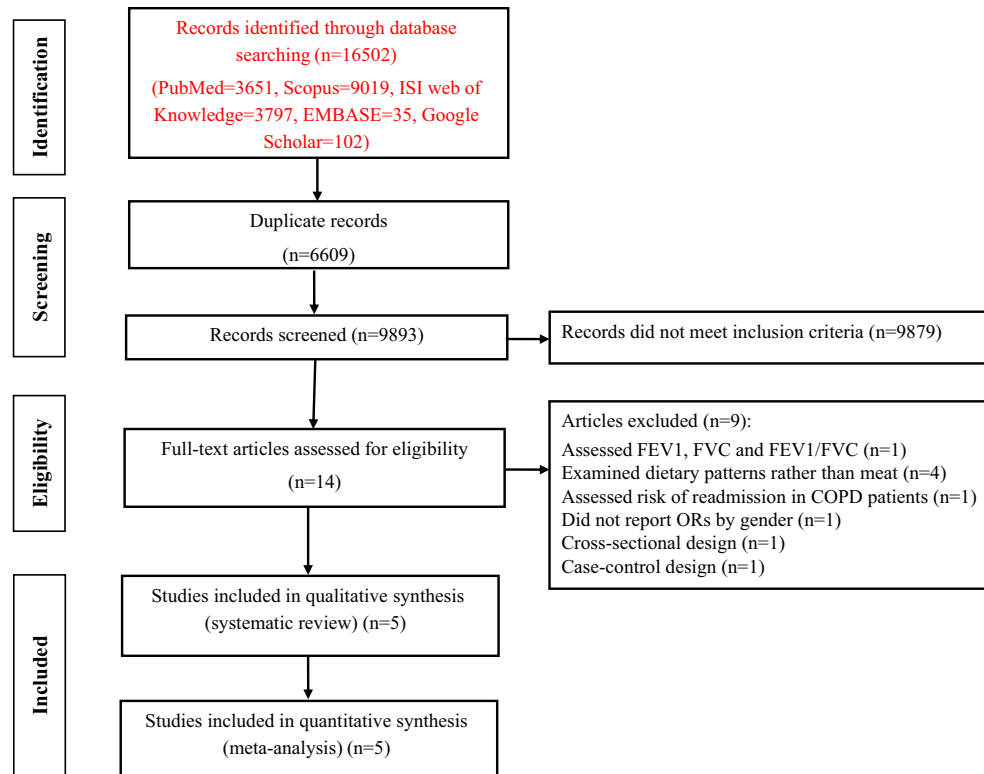 Identification
Records identified through database
searching (n=16502)
(PubMed=3651, Scopus=9019, ISI web of
Knowledge=3797, EMBASE=35, Google
Scholar=102)
Screening
Duplicate records
(n=6609)
Records screened (n=9893)
Records did not meet inclusion criteria (n=9879)
Eligibility
Full-text articles assessed for eligibility
(n=14)
Articles excluded (n=9):
Assessed FEV1, FVC and FEV1/FVC (n=1)
Examined dietary patterns rather than meat (n=4)
Assessed risk of readmission in COPD patients (n=1)
Did not report ORs by gender (n=1)
Cross-sectional design (n=1)
Case-control design (n=1)
Included
Studies included in qualitative synthesis
(systematic review) (n=5)
Studies included in quantitative synthesis
(meta-analysis) (n=5)